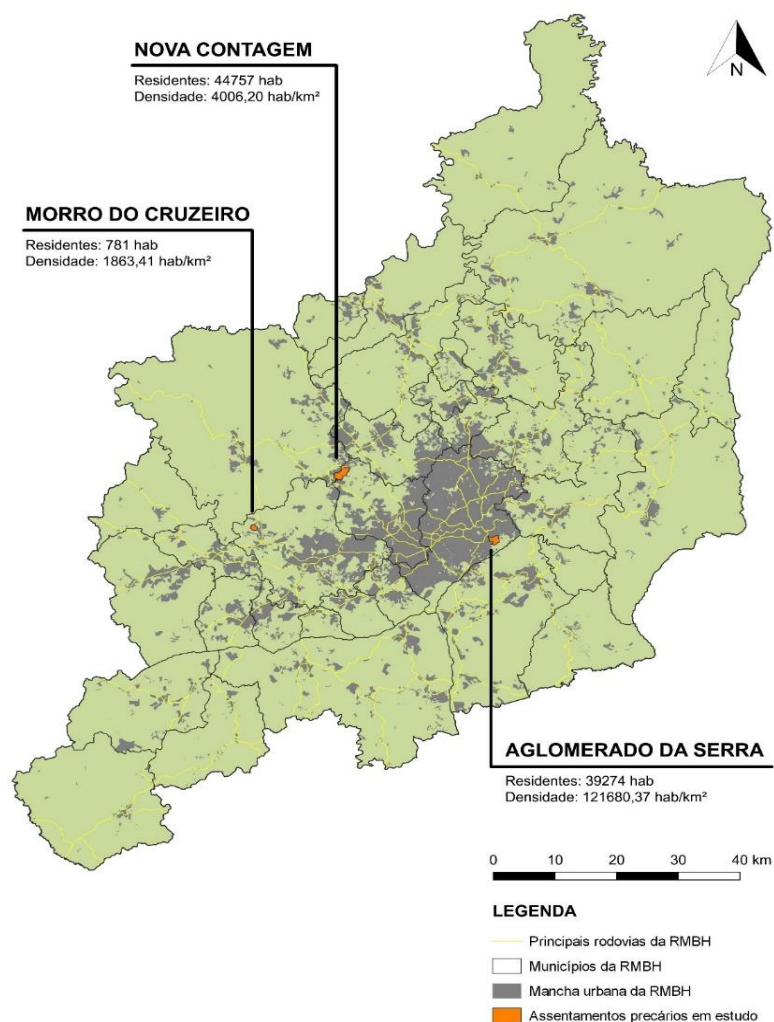 NOVA CONTAGEM
Residentes: 44757 hab
Densidade: 4006,20 hab/km²
N
MORRO DO CRUZEIRO
Residentes: 781 hab
Densidade: 1863,41 hab/km²
AGLOMERADO DA SERRA
Residentes: 39274 hab
Densidade: 121680,37 hab/km²
0 10 20 30 40 km
LEGENDA
Principais rodovias da RMBH
Municípios da RMBH
Mancha urbana da RMBH
Assentamentos precários em estudo